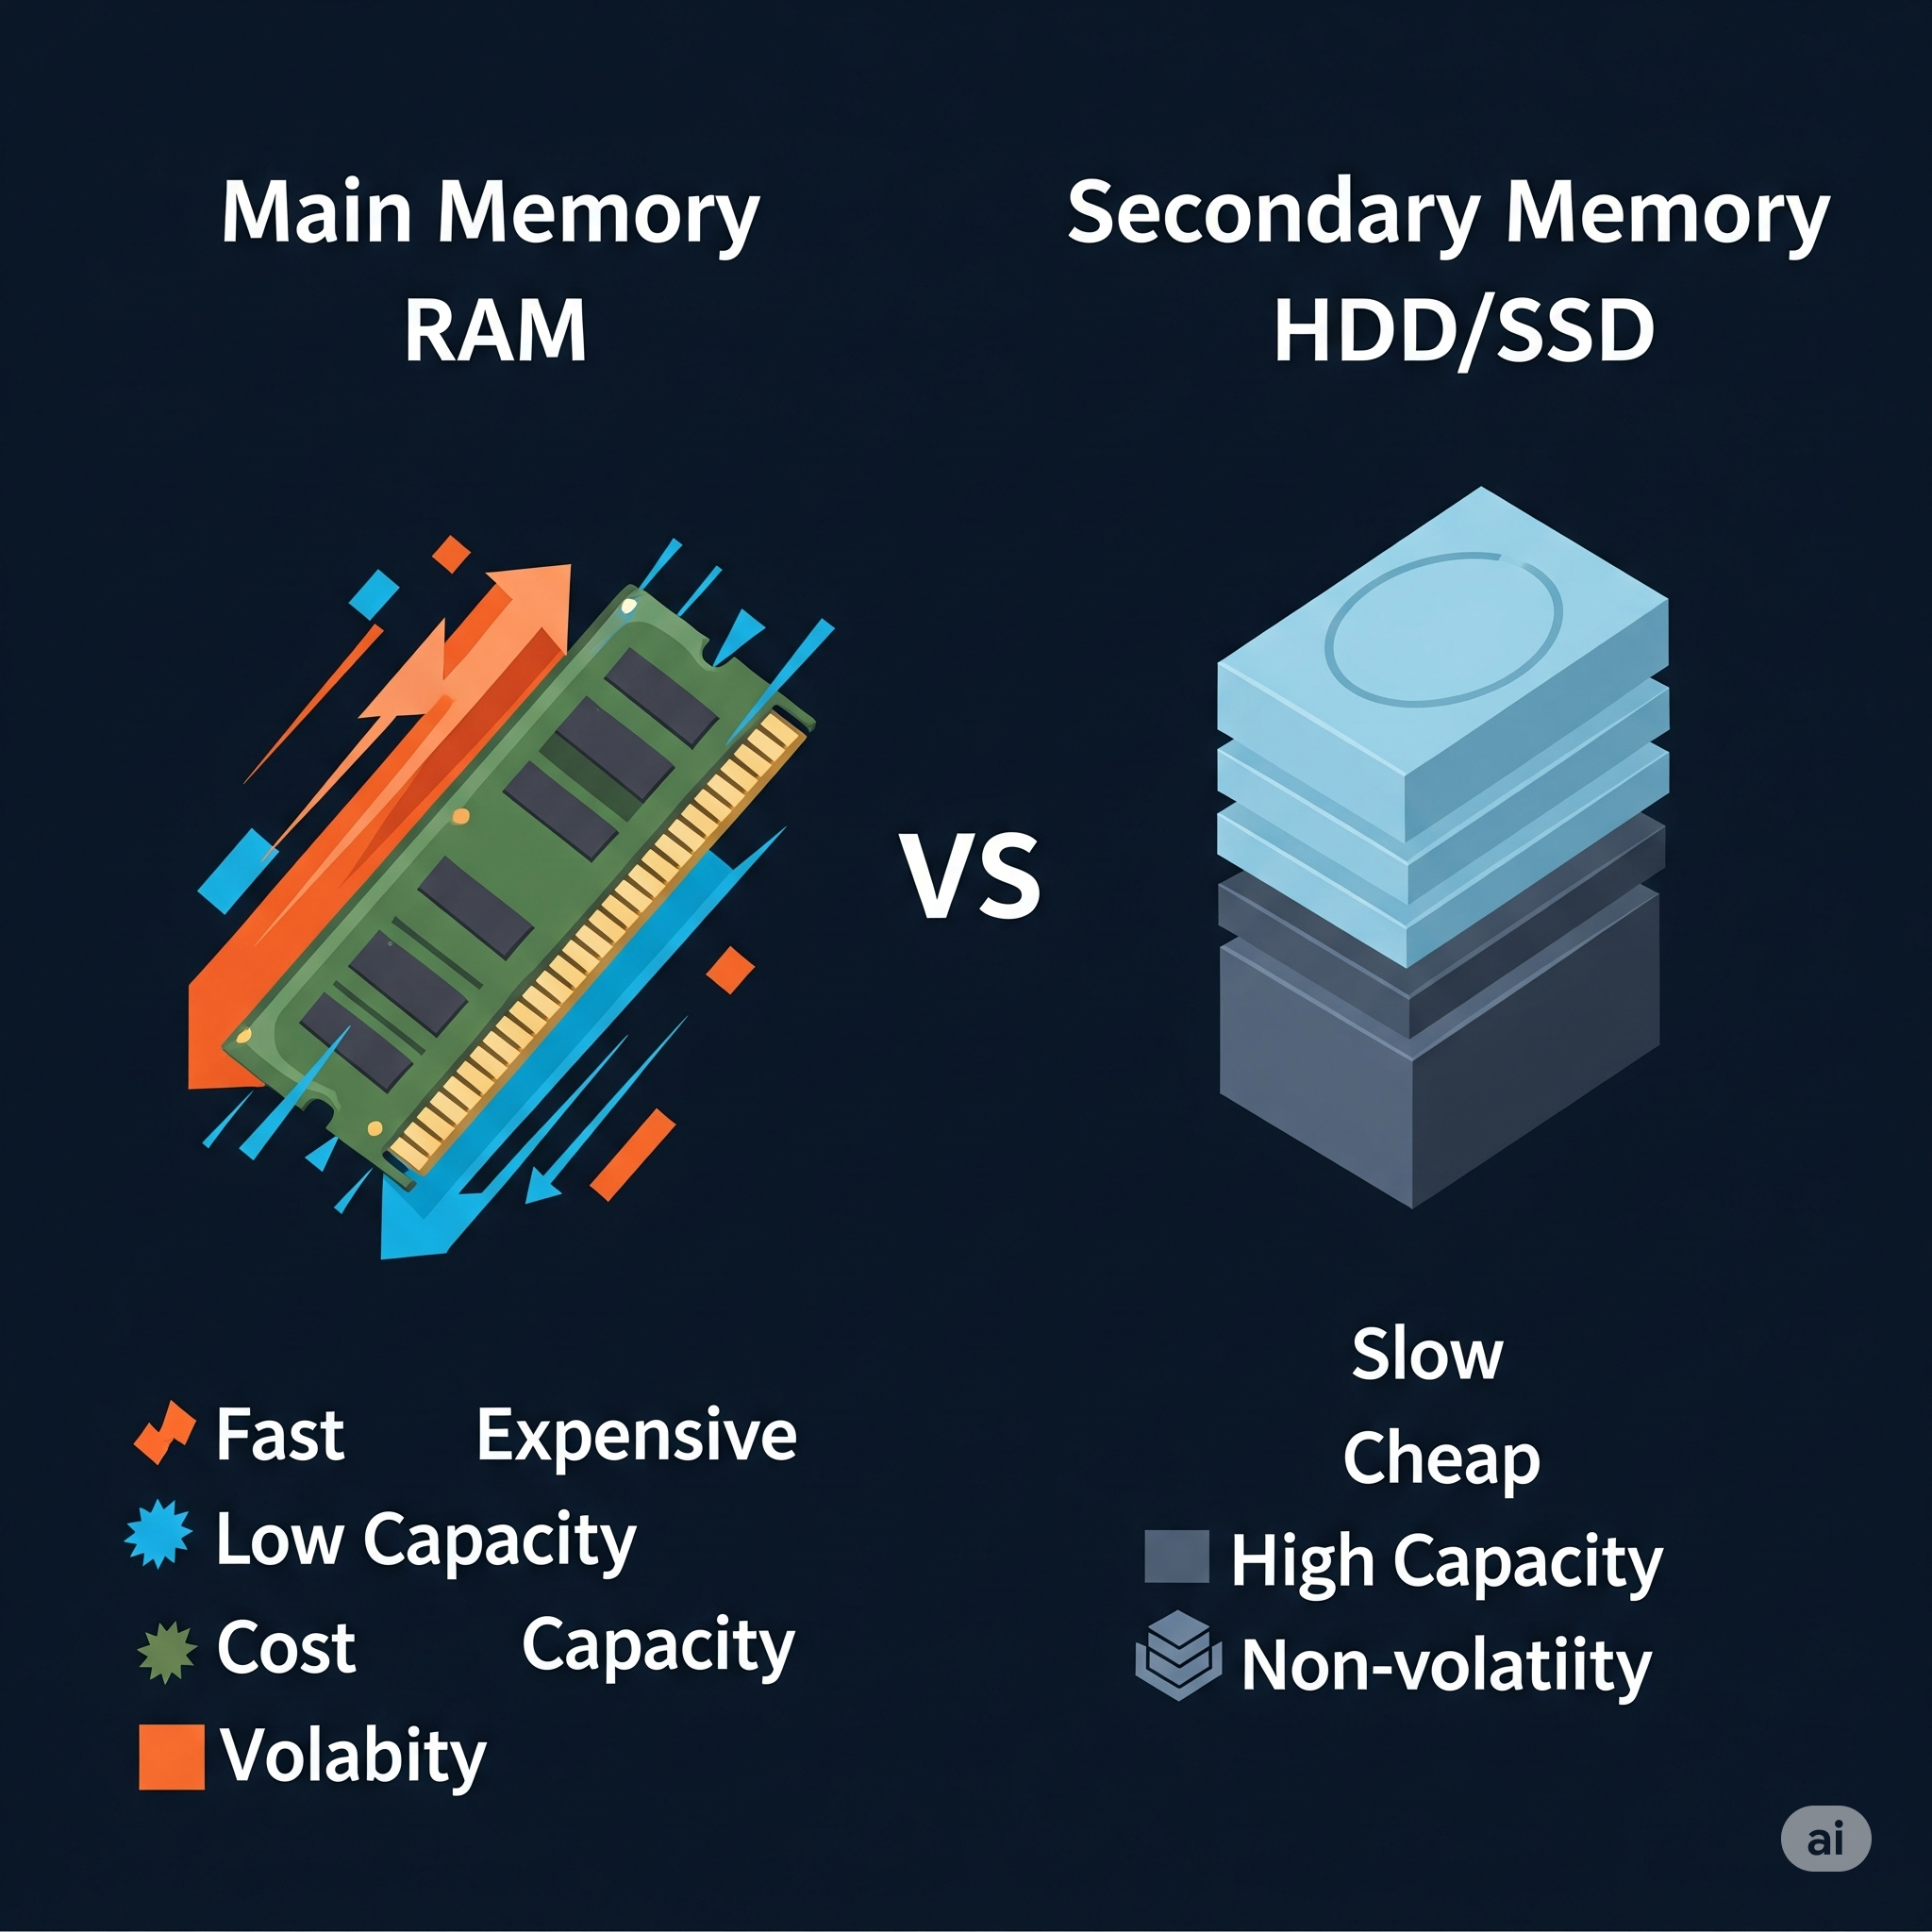 Main Memory
RAM
Secondary Memory
HDD/SSD
VS
Fast Expensive
Low Capacity
Cost Capacity
Volabity
Slow
Cheap
High Capacity
Non-volatiity
ai